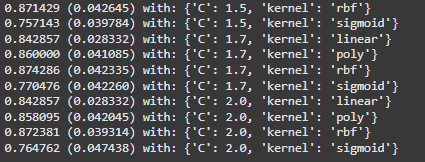 0.871429 (0.042645) with: {'C': 1.5, 'kernel': 'rbf'}
0.757143 (0.039784) with: {'C': 1.5, 'kernel': 'sigmoid'}
0.842857 (0.028332) with: {'C': 1.7, 'kernel': 'linear'}
0.860000 (0.041085) with: {'C': 1.7, 'kernel': 'poly'}
0.874286 (0.042335) with: {'C': 1.7, 'kernel': 'rbf'}
0.770476 (0.042260) with: {'C': 1.7, 'kernel': 'sigmoid'}
0.842857 (0.028332) with: {'C': 2.0, 'kernel': 'linear'}
0.858095 (0.042045) with: {'C': 2.0, 'kernel': 'poly'}
0.872381 (0.039314) with: {'C': 2.0, 'kernel': 'rbf'}
0.764762 (0.047438) with: {'C': 2.0, 'kernel': 'sigmoid'}